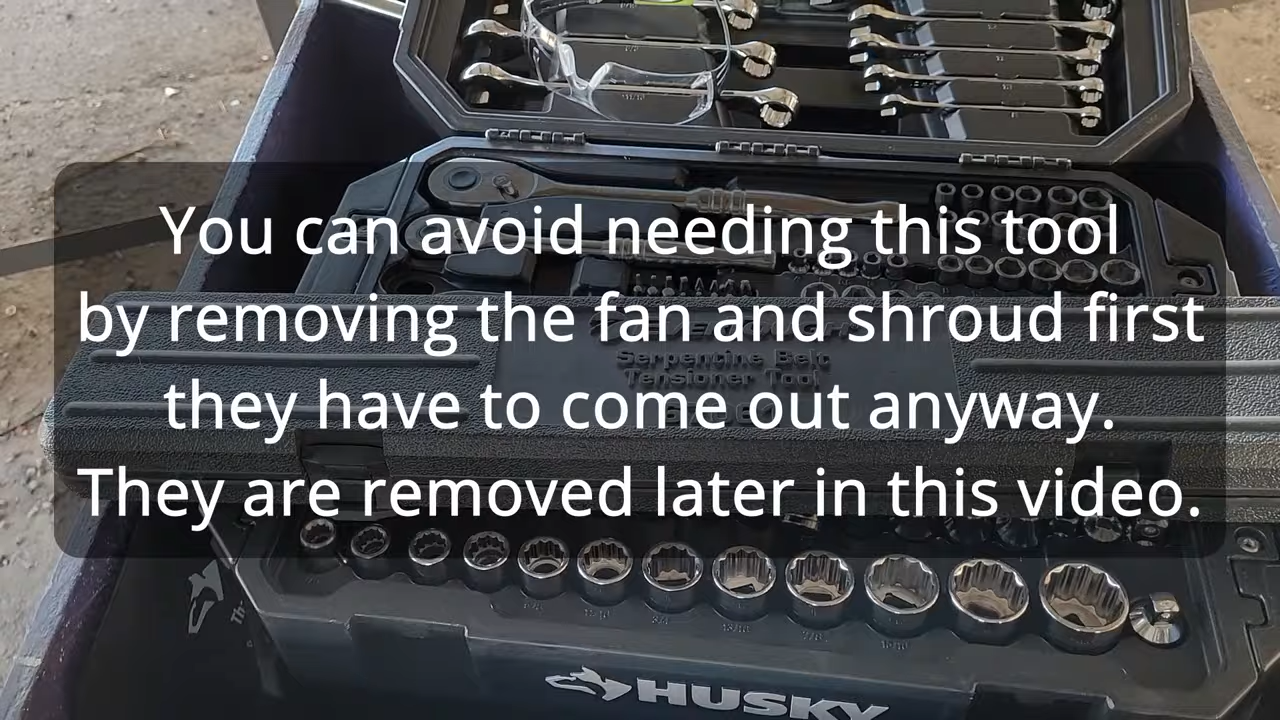 You can avoid needing this tool
by removing the fan and shroud first
Serpentine Belt
Tensioner Tool
they have to come out anyway.
They are removed later in this video.
HUSKY